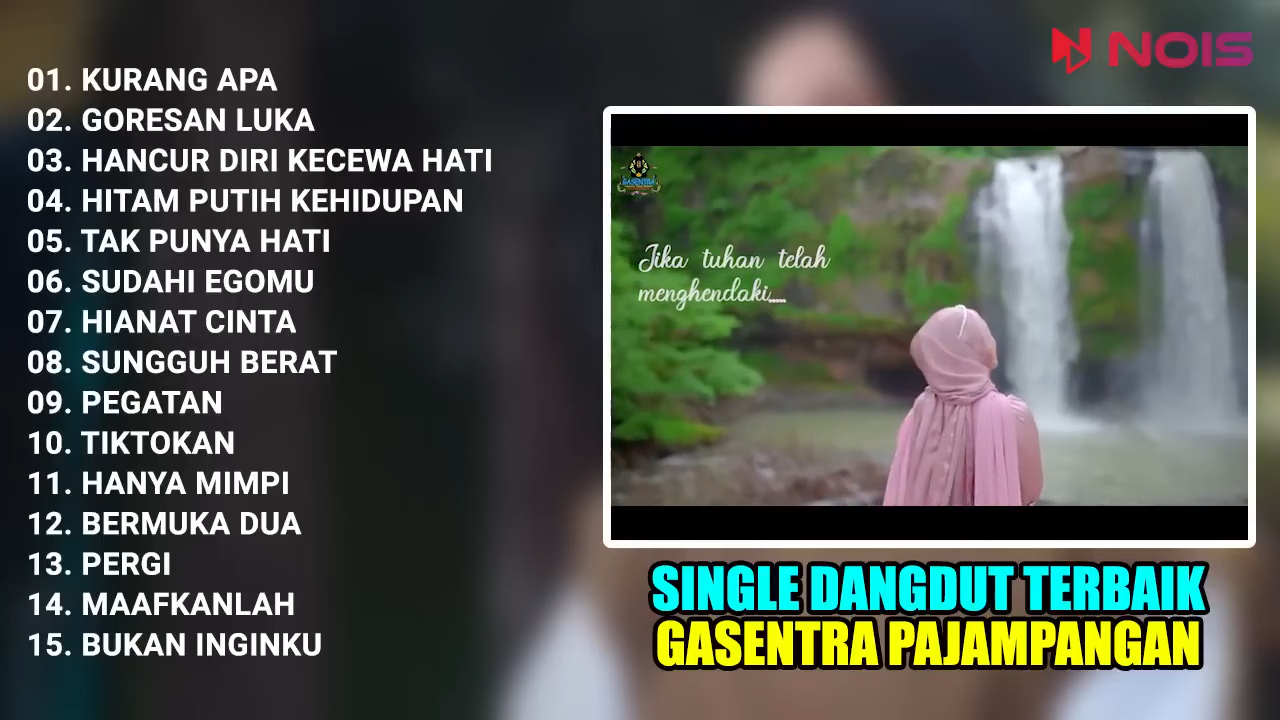 NOIS
01. KURANG APA
02. GORESAN LUKA
03. HANCUR DIRI KECEWA HATI
04. HITAM PUTIH KEHIDUPAN
05. TAK PUNYA HATI
06. SUDAHI EGOMU
07. HIANAT CINTA
08. SUNGGUH BERAT
09. PEGATAN
10. TIKTOKAN
11. HANYA MIMPI
12. BERMUKA DUA
13. PERGI
14. MAAFKANLAH
15. BUKAN INGINKU
GASENTRA
Jika tuhan telah
menghendaki.....
SINGLE DANGDUT TERBAIK
GASENTRA PAJAMPANGAN